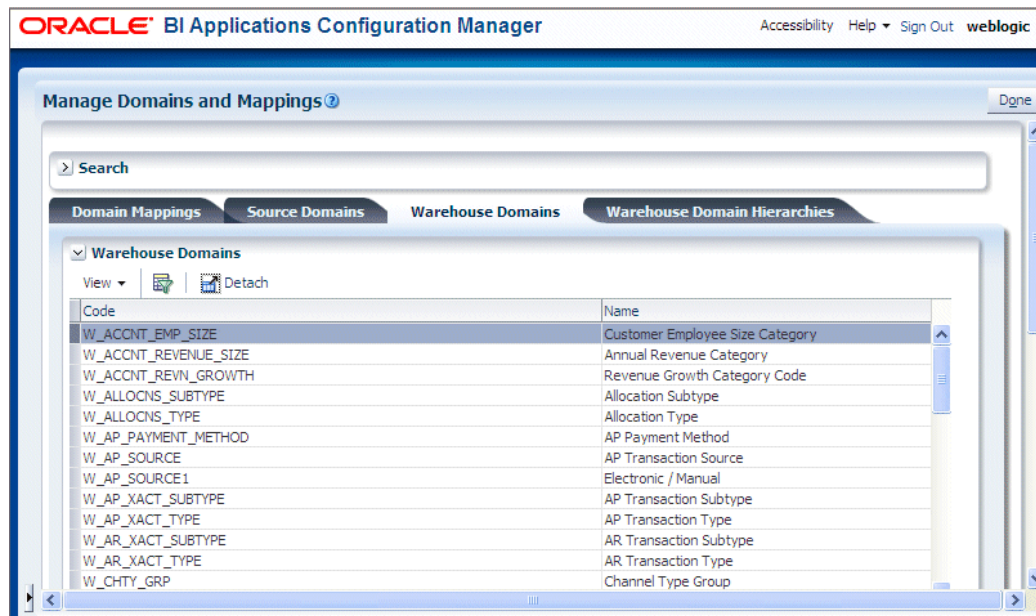 ORACLE BI Applications Configuration Manager Accessibility Help Sign Out weblogic
Manage Domains and Mappings Done
Search
Domain Mappings Source Domains Warehouse Domains Warehouse Domain Hierarchies
Warehouse Domains
View Detach
Code Name
W_ACCNT_EMP_SIZE Customer Employee Size Category
W_ACCNT_REVENUE_SIZE Annual Revenue Category
W_ACCNT_REVN_GROWTH Revenue Growth Category Code
W_ALLOCNS_SUBTYPE Allocation Subtype
W_ALLOCNS_TYPE Allocation Type
W_AP_PAYMENT_METHOD AP Payment Method
W_AP_SOURCE AP Transaction Source
W_AP_SOURCE1 Electronic / Manual
W_AP_XACT_SUBTYPE AP Transaction Subtype
W_AP_XACT_TYPE AP Transaction Type
W_AR_XACT_SUBTYPE AR Transaction Subtype
W_AR_XACT_TYPE AR Transaction Type
W_CHTY_GRP Channel Type Group